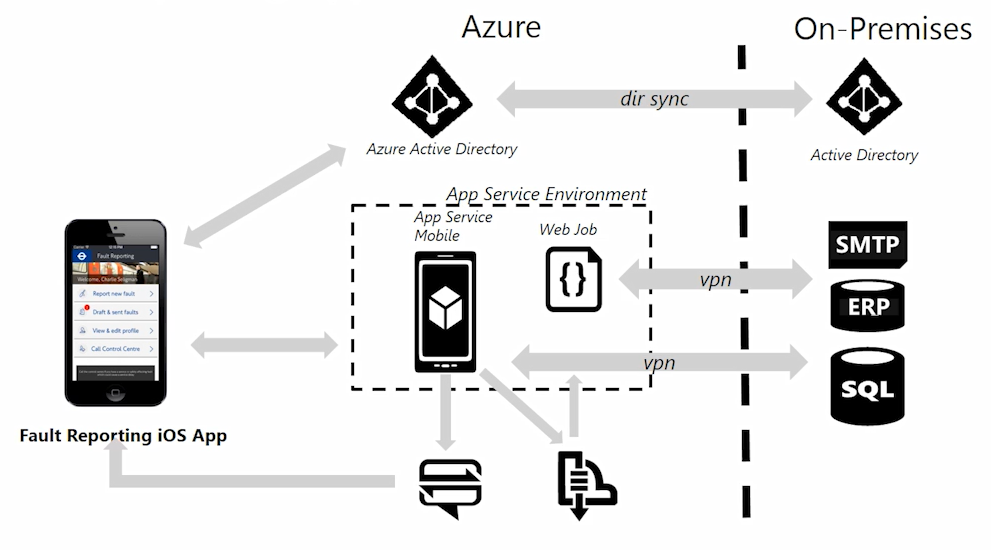 Azure
On-Premises
dir sync
Azure Active Directory
Active Directory
App Service Environment
App Service
Mobile
Web Job
SMTP
vpn
ERP
vpn
SQL
Fault Reporting
Welcome, Charlie
Report new fault
Draft & sent faults
View & edit profile
Call Control Centre
Fault Reporting iOS App